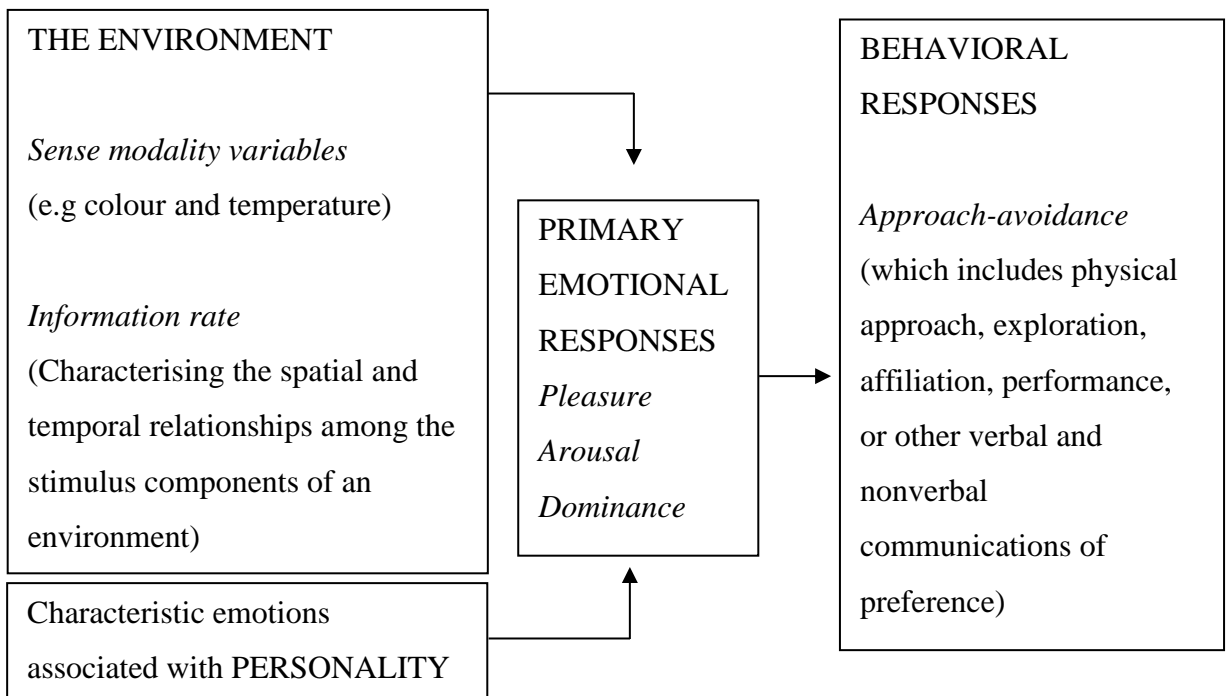 THE ENVIRONMENT
Sense modality variables
(e.g colour and temperature)
Information rate
(Characterising the spatial and
temporal relationships among the
stimulus components of an
environment)
Characteristic emotions
associated with PERSONALITY
PRIMARY
EMOTIONAL
RESPONSES
Pleasure
Arousal
Dominance
BEHAVIORAL
RESPONSES
Approach-avoidance
(which includes physical
approach, exploration,
affiliation, performance,
or other verbal and
nonverbal
communications of
preference)